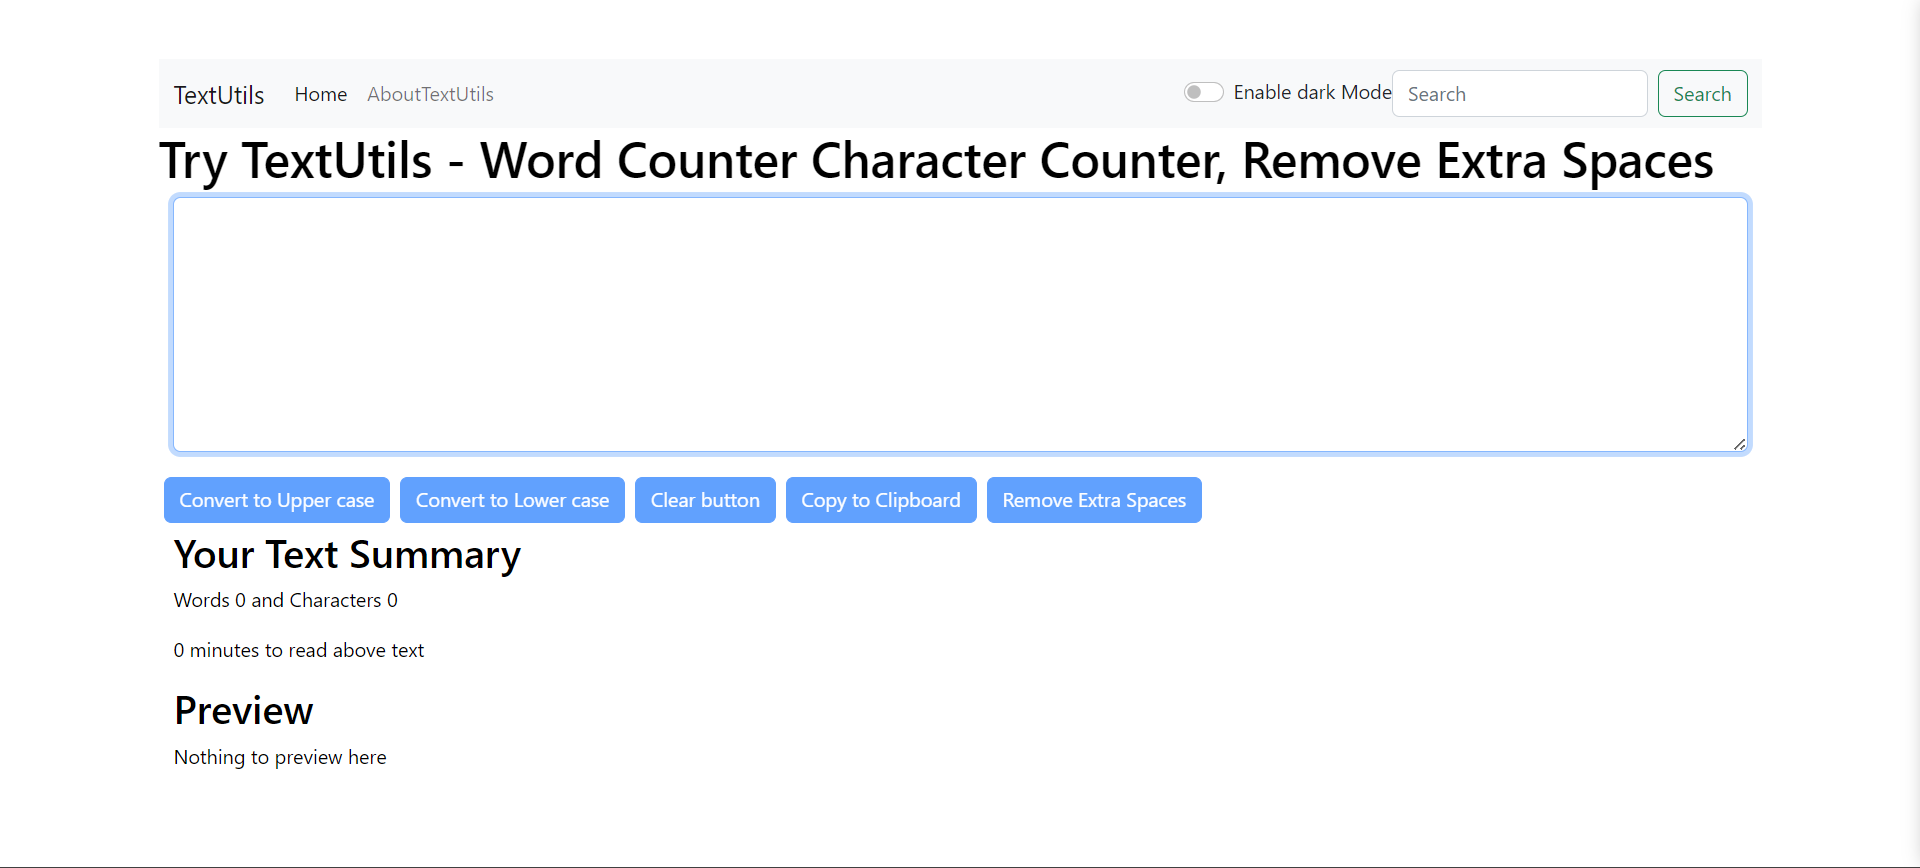 TextUtils Home AboutTextUtils Enable dark Mode Search Search
Try TextUtils - Word Counter Character Counter, Remove Extra Spaces
Convert to Upper case Convert to Lower case Clear button Copy to Clipboard Remove Extra Spaces
Your Text Summary
Words 0 and Characters 0
0 minutes to read above text
Preview
Nothing to preview here